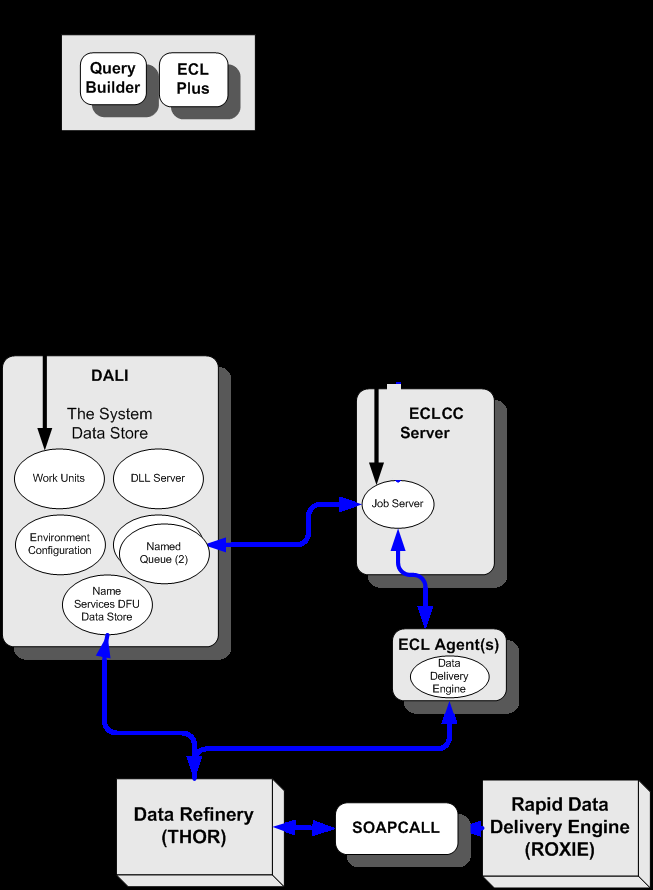 Query
Builder
ECL
Plus
DALI
The System
Data Store
Work Units
DLL Server
Environment
Configuration
Named
Queue (2)
Name
Services DFU
Data Store
ECLCC
Server
Job Server
ECL Agent(s)
Data
Delivery
Engine
Data Refinery
(THOR)
SOAPCALL
Rapid Data
Delivery Engine
(ROXIE)